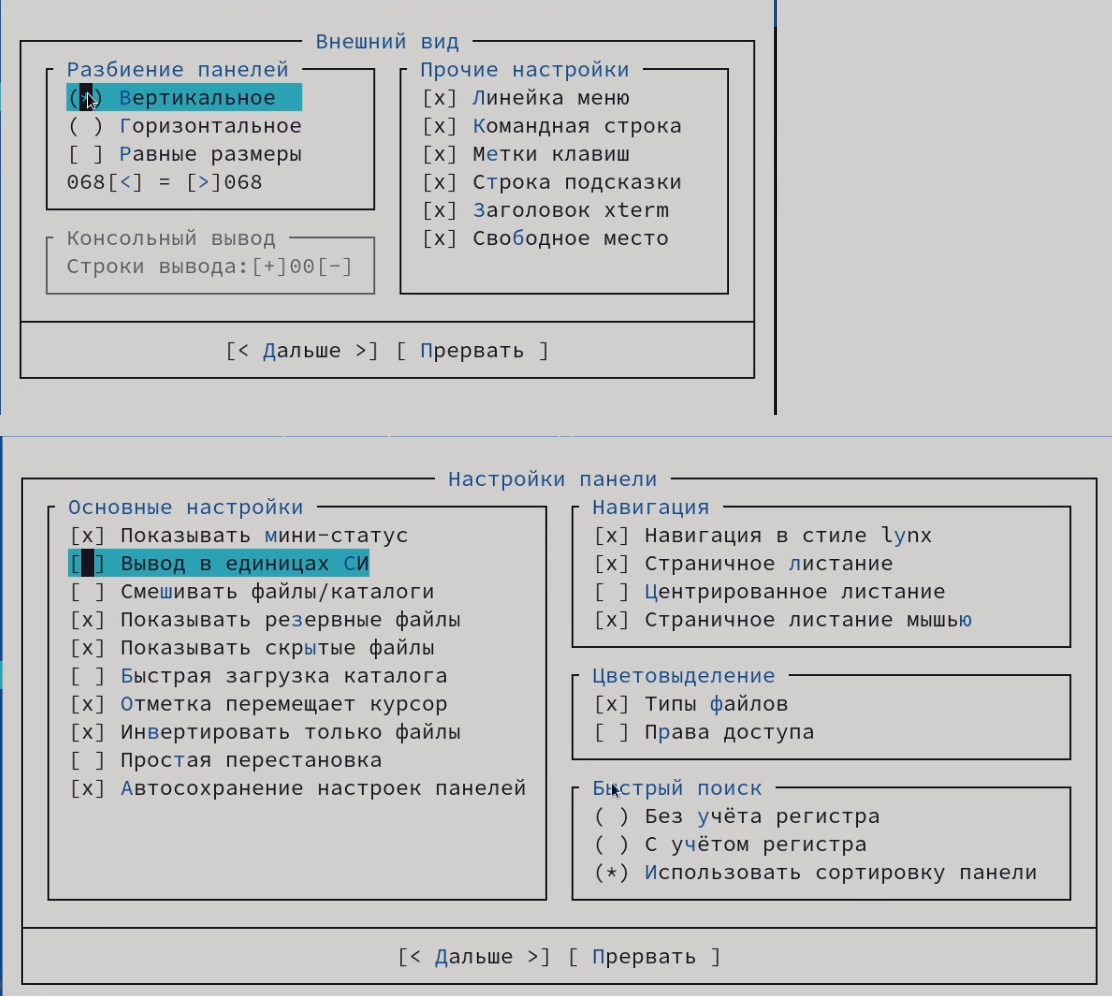 Внешний вид
Разбиение панелей
(*) Вертикальное
( ) Горизонтальное
[ ] Равные размеры
068[<] = [>]068
Консольный вывод
Строки вывода:[+]00[-]
Прочие настройки
[x] Линейка меню
[x] Командная строка
[x] Метки клавиш
[x] Строка подсказки
[x] Заголовок xterm
[x] Свободное место
[< Дальше >] [ Прервать ]
Настройки панели
Основные настройки
[x] Показывать мини-статус
[ ] Вывод в единицах СИ
[ ] Смешивать файлы/каталоги
[x] Показывать резервные файлы
[x] Показывать скрытые файлы
[ ] Быстрая загрузка каталога
[x] Отметка перемещает курсор
[x] Инвертировать только файлы
[ ] Простая перестановка
[x] Автосохранение настроек панелей
Навигация
[x] Навигация в стиле lynx
[x] Страничное листание
[ ] Центрированное листание
[x] Страничное листание мышью
Цветовыделение
[x] Типы файлов
[ ] Права доступа
Быстрый поиск
( ) Без учёта регистра
( ) С учётом регистра
(*) Использовать сортировку панели
[< Дальше >] [ Прервать ]